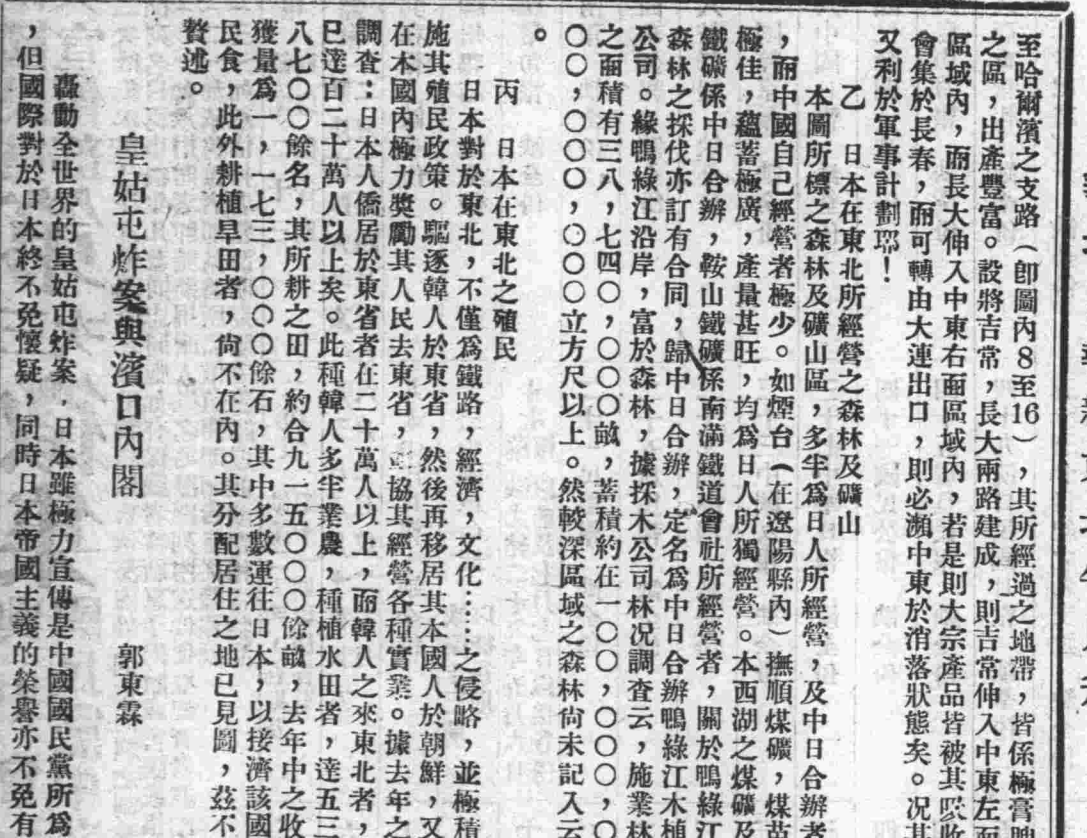 至哈爾濱之支路（卽圖內8至16），其所經過之地帶，皆係極膏
之區，出產豐富。設將吉常，長大兩路建成，則吉常伸入中東左
區域內，而長大伸入中東右面區域內，若是則大宗產品皆被其吸收
會集於長春，而可轉由大連出口，則必瀕中東於消落狀態矣。况其
又利於軍事計劃耶！
乙　日本在東北所經營之森林及礦山
本圖所標之森林及礦山區，多半爲日人所經營，及中日合辦者
，而中國自己經營者極少。如煙台（在遼陽縣內）撫順煤礦，煤苗
極佳，蘊蓄極廣，產量甚旺，均爲日人所獨經營。本西湖之煤礦及
鐵礦係中日合辦，鞍山鐵礦係南滿鐵道會社所經營者，關於鴨綠江
森林之採伐亦訂有合同，歸中日合辦，定名爲中日合辦鴨綠江木植
公司。緣鴨綠江沿岸，富於森林，據採木公司林况調查云，施業林
之面積有三八，七四〇，〇〇〇畝，蓄積約在一〇〇，〇〇〇，〇
〇〇，〇〇〇，〇〇〇立方尺以上。然較深區域之森林尙未記入云
。
丙　日本在東北之殖民
日本對於東北，不僅爲鐵路，經濟，文化……之侵略，並極積
施其殖民政策。驅逐韓人於東省，然後再移居其本國人於朝鮮，又
在本國內極力獎勵其人民去東省，協其經營各種實業。據去年之
調查：日本人僑居於東省者在二十萬人以上，而韓人之來東北者，
已達百二十萬人以上矣。此種韓人多半業農，種植水田者，達五三
八七〇〇餘名，其所耕之田，約合九一五〇〇〇餘畝，去年中之收
獲量爲一，一七三，〇〇〇餘石，其中多數運往日本，以接濟該國
民食，此外耕植旱田者，尙不在內。其分配居住之地已見圖，茲不
贅述。
皇姑屯炸案與濱口內閣　郭東霖
轟動全世界的皇姑屯炸案．日本雖極力宣傳是中國國民黨所爲
，但國際對於日本終不免懷疑，同時日本帝國主義的榮譽亦不免有